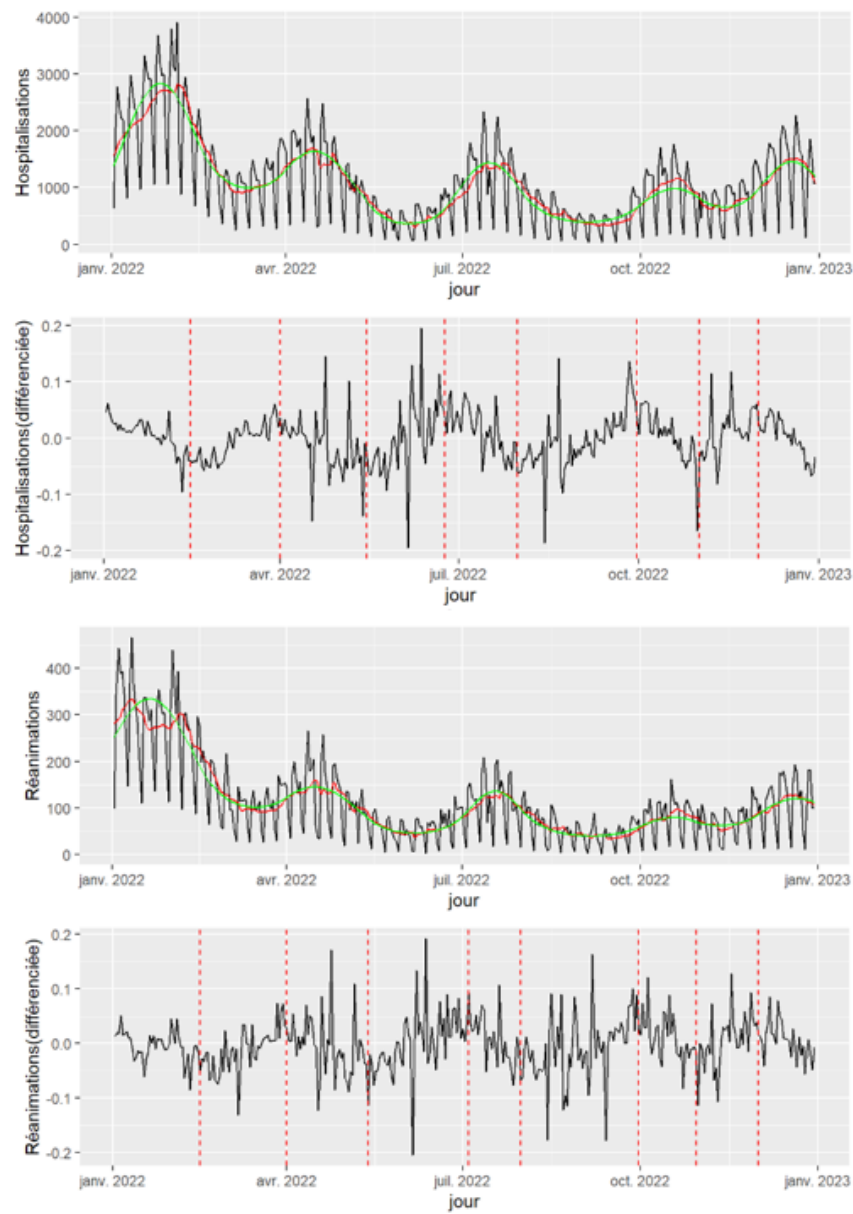 Hospitalisations
4000
3000
2000
1000
0
janv. 2022 avr. 2022 juil. 2022 oct. 2022 janv. 2023
jour
Hospitalisations(différenciée)
0.2
0.1
0.0
-0.1
-0.2
janv. 2022 avr. 2022 juil. 2022 oct. 2022 janv. 2023
jour
Réanimations
400
300
200
100
0
janv. 2022 avr. 2022 juil. 2022 oct. 2022 janv. 2023
jour
Réanimations(différenciée)
0.2
0.1
0.0
-0.1
-0.2
janv. 2022 avr. 2022 juil. 2022 oct. 2022 janv. 2023
jour